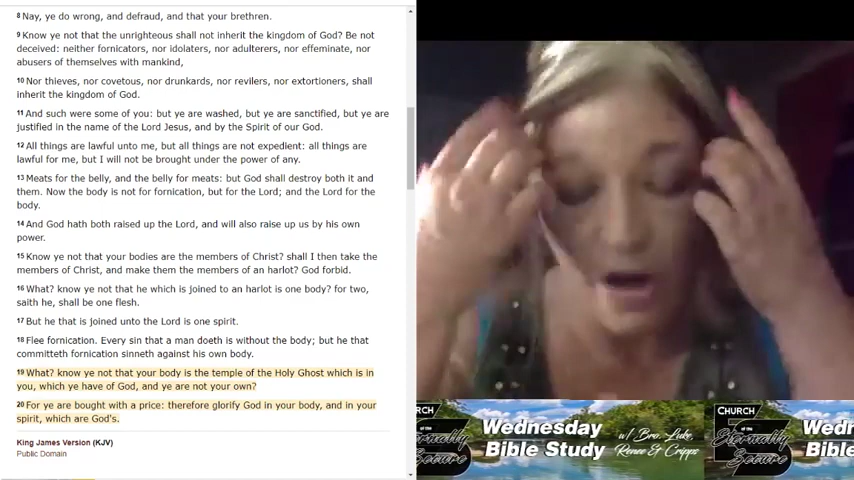 8 Nay, ye do wrong, and defraud, and that your brethren.
9 Know ye not that the unrighteous shall not inherit the kingdom of God? Be not
deceived: neither fornicators, nor idolaters, nor adulterers, nor effeminate, nor
abusers of themselves with mankind,
10 Nor thieves, nor covetous, nor drunkards, nor revilers, nor extortioners, shall
inherit the kingdom of God.
11 And such were some of you: but ye are washed, but ye are sanctified, but ye are
justified in the name of the Lord Jesus, and by the Spirit of our God.
12 All things are lawful unto me, but all things are not expedient: all things are
lawful for me, but I will not be brought under the power of any.
13 Meats for the belly, and the belly for meats: but God shall destroy both it and
them. Now the body is not for fornication, but for the Lord; and the Lord for the
body.
14 And God hath both raised up the Lord, and will also raise up us by his own
power.
15 Know ye not that your bodies are the members of Christ? shall I then take the
members of Christ, and make them the members of an harlot? God forbid.
16 What? know ye not that he which is joined to an harlot is one body? for two,
saith he, shall be one flesh.
17 But he that is joined unto the Lord is one spirit.
18 Flee fornication. Every sin that a man doeth is without the body; but he that
committeth fornication sinneth against his own body.
19 What? know ye not that your body is the temple of the Holy Ghost which is in
you, which ye have of God, and ye are not your own?
20 For ye are bought with a price: therefore glorify God in your body, and in your
spirit, which are God's.
King James Version (KJV)
Public Domain
CHURCH
of the
Eternally
Secure
Wednesday
Bible Study
w/ Bro. Luke,
Renee & Cripps
CHURCH
of the
Eternally
Secure
Wedn
Bible